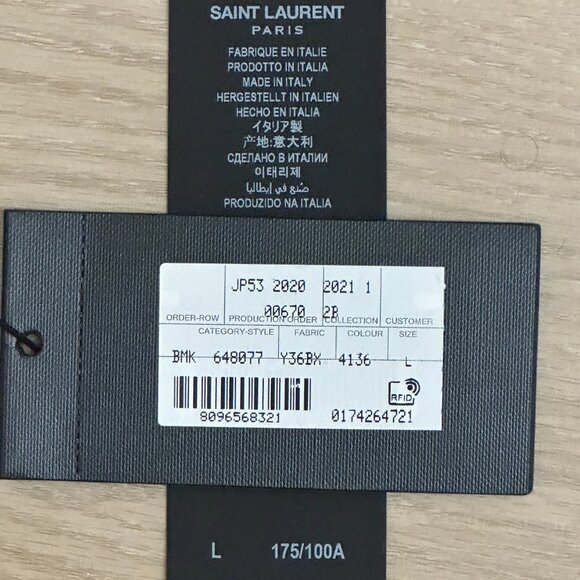 SAINT LAURENT
PARIS
FABRIQUE EN ITALIE
PRODOTTO IN ITALIA
MADE IN ITALY
HERGESTELLT IN ITALIEN
HECHO EN ITALIA
イタリア製
产地:意大利
СДЕЛАНО В ИТАЛИИ
이태리제
صنع في إيطاليا
PRODUZIDO NA ITALIA
JP53 2020 2021 1
00670 2B
ORDER-ROW PRODUCTION ORDER COLLECTION CUSTOMER
CATEGORY-STYLE FABRIC COLOUR SIZE
BMK 648077 Y36BX 4136 L
RFID
8096568321 0174264721
L 175/100A